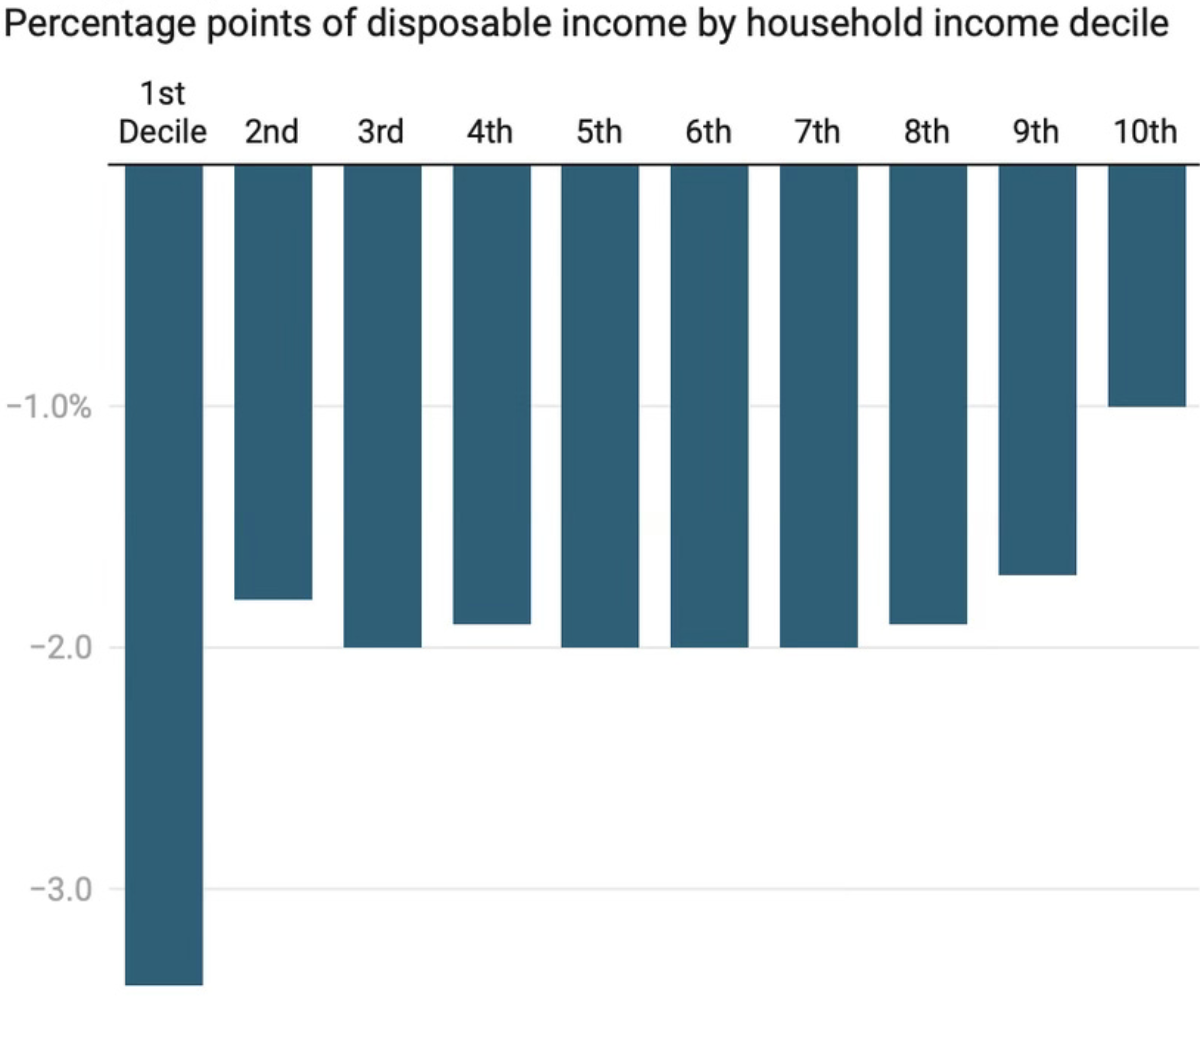 Percentage points of disposable income by household income decile
1st
Decile 2nd 3rd 4th 5th 6th 7th 8th 9th 10th
−1.0%
−2.0
−3.0